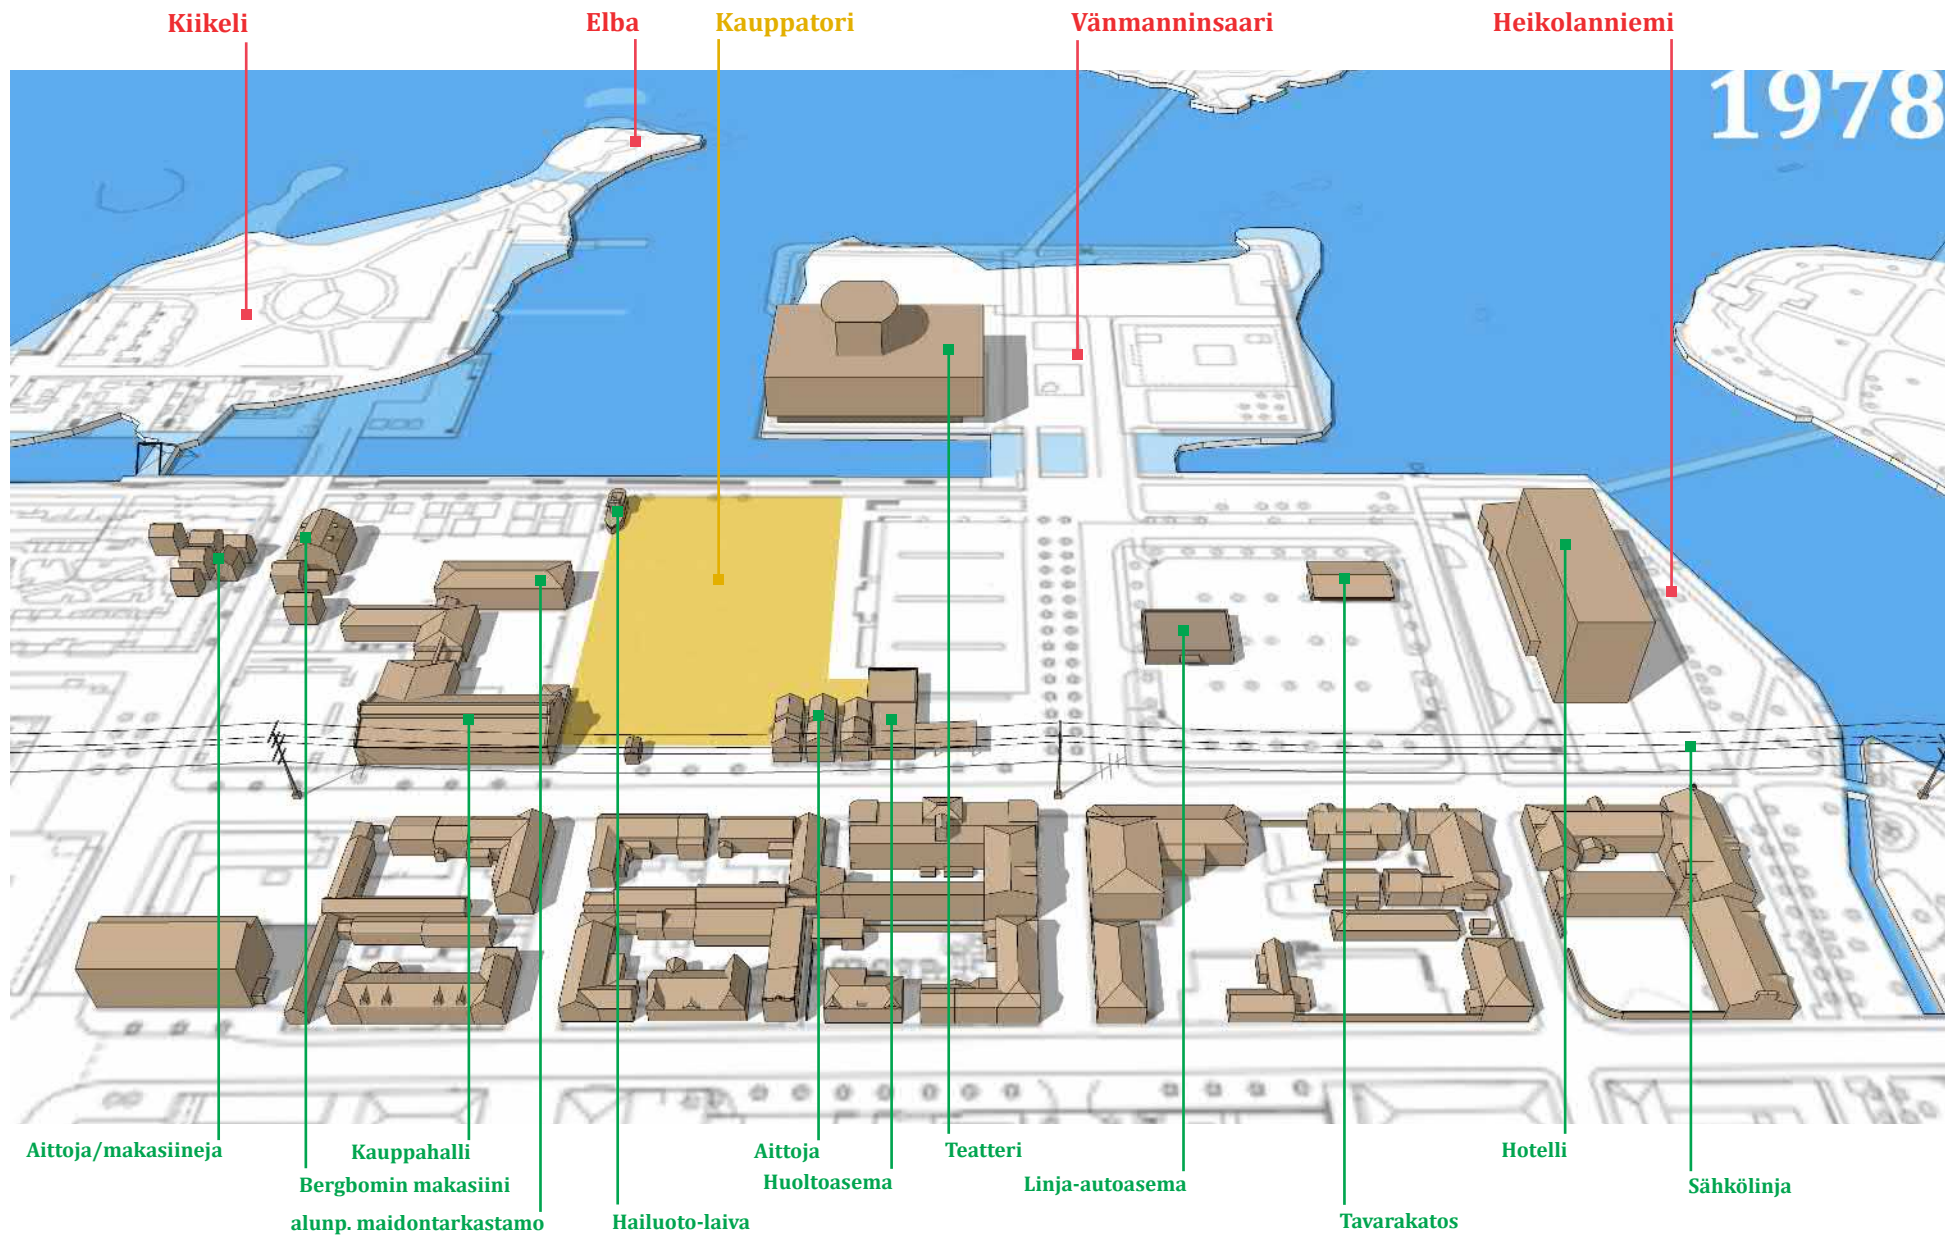 Kiikeli
Elba
Kauppatori
Vänmanninsaari
Heikolanniemi
1978
Aittoja/makasiineja
Kauppahalli
Aittoja
Teatteri
Hotelli
Bergbomin makasiini
Huoltoasema
Linja-autoasema
Sähkölinja
alunp. maidontarkastamo
Hailuoto-laiva
Tavarakatos